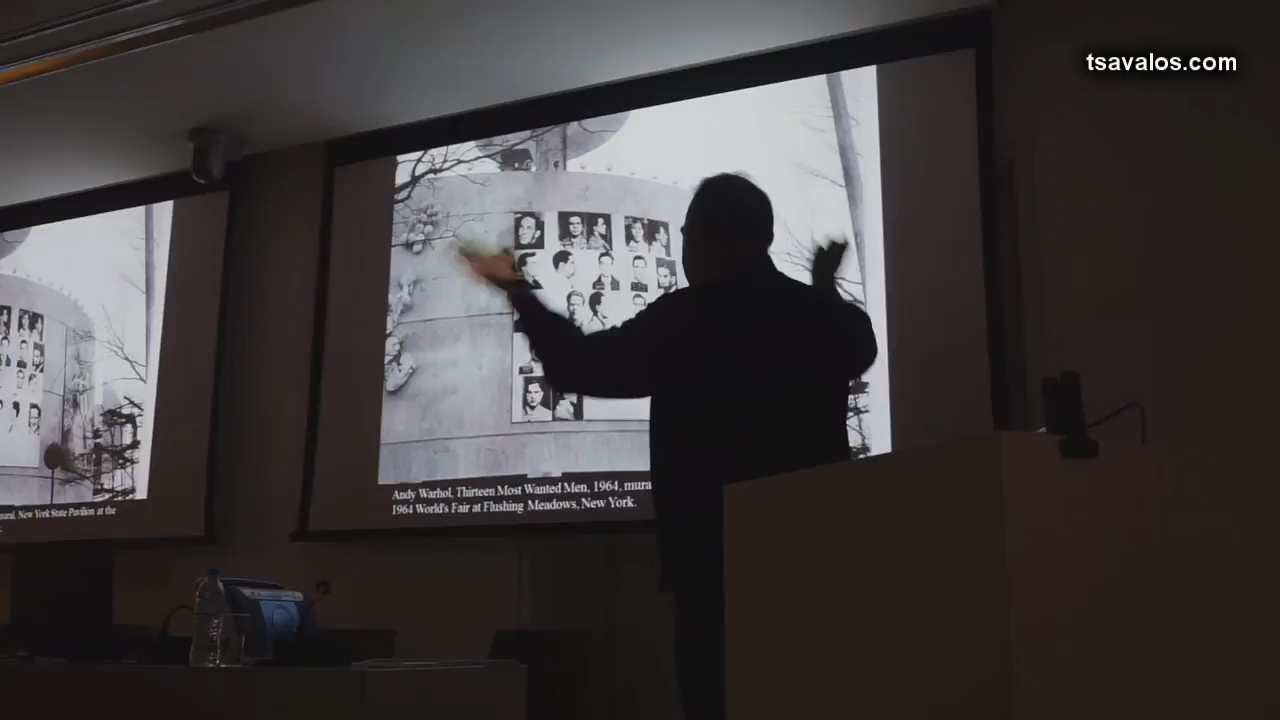 tsavalos.com
Andy Warhol, Thirteen Most Wanted Men, 1964, mura
1964 World's Fair at Flushing Meadows, New York.
New York State Pavilion at the